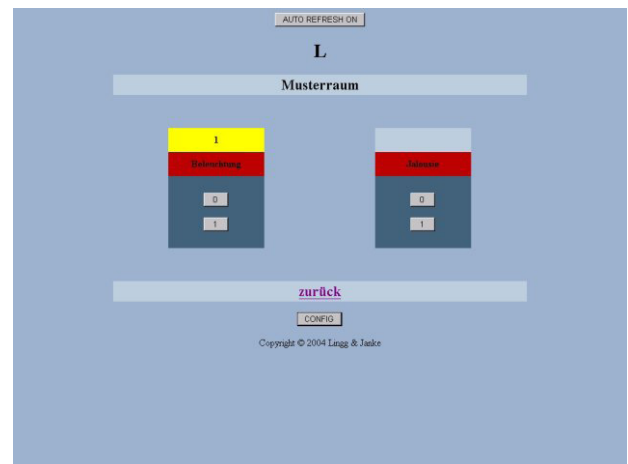 AUTO REFRESH ON
L
Musterraum
1
Beleuchtung
Jalousie
0
0
1
1
zurück
CONFIG
Copyright © 2004 Lingg & Janke